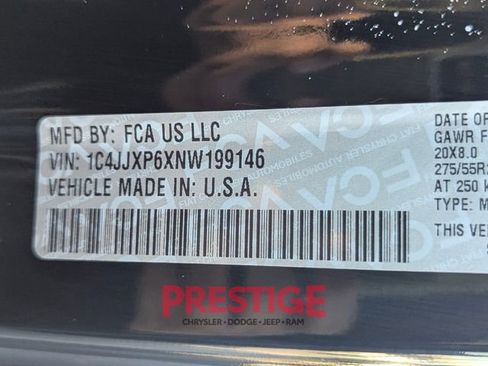 MFD BY: FCA US LLC
VIN: 1C4JJXP6XNW199146
VEHICLE MADE IN: U.S.A.
DATE OF
GAWR F
20X8.0
275/55R2
AT 250 k
TYPE: M
THIS VE
PRESTIGE
CHRYSLER • DODGE • JEEP • RAM